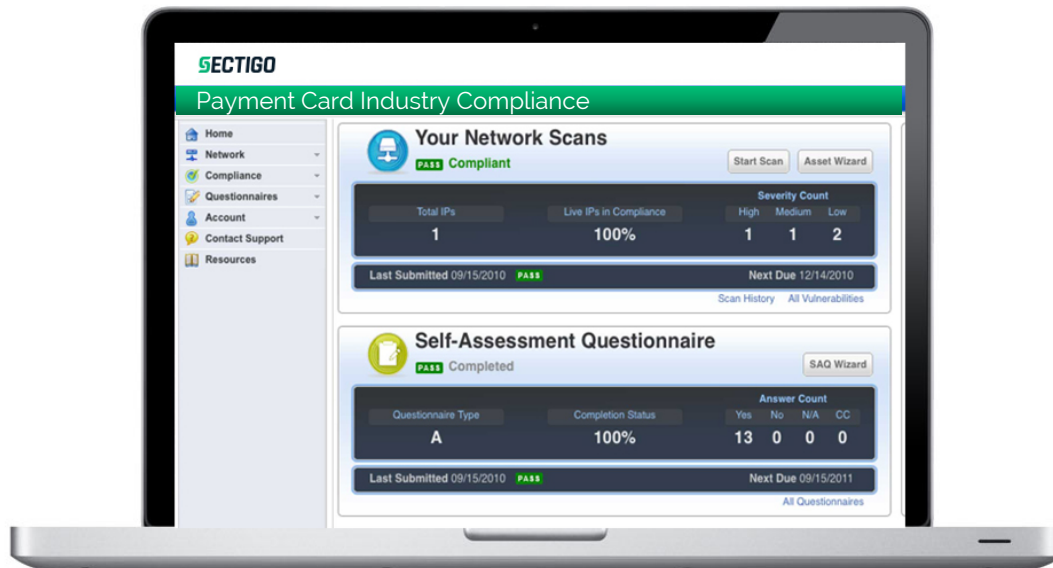 SECTIGO
Payment Card Industry Compliance
Home
Network
Compliance
Questionnaires
Account
Contact Support
Resources
Your Network Scans
PASS Compliant
Start Scan
Asset Wizard
Severity Count
Total IPs Live IPs in Compliance High Medium Low
1 100% 1 1 2
Last Submitted 09/15/2010 PASS Next Due 12/14/2010
Scan History All Vulnerabilities
Self-Assessment Questionnaire
PASS Completed
SAQ Wizard
Answer Count
Questionnaire Type Completion Status Yes No N/A CC
A 100% 13 0 0 0
Last Submitted 09/15/2010 PASS Next Due 09/15/2011
All Questionnaires